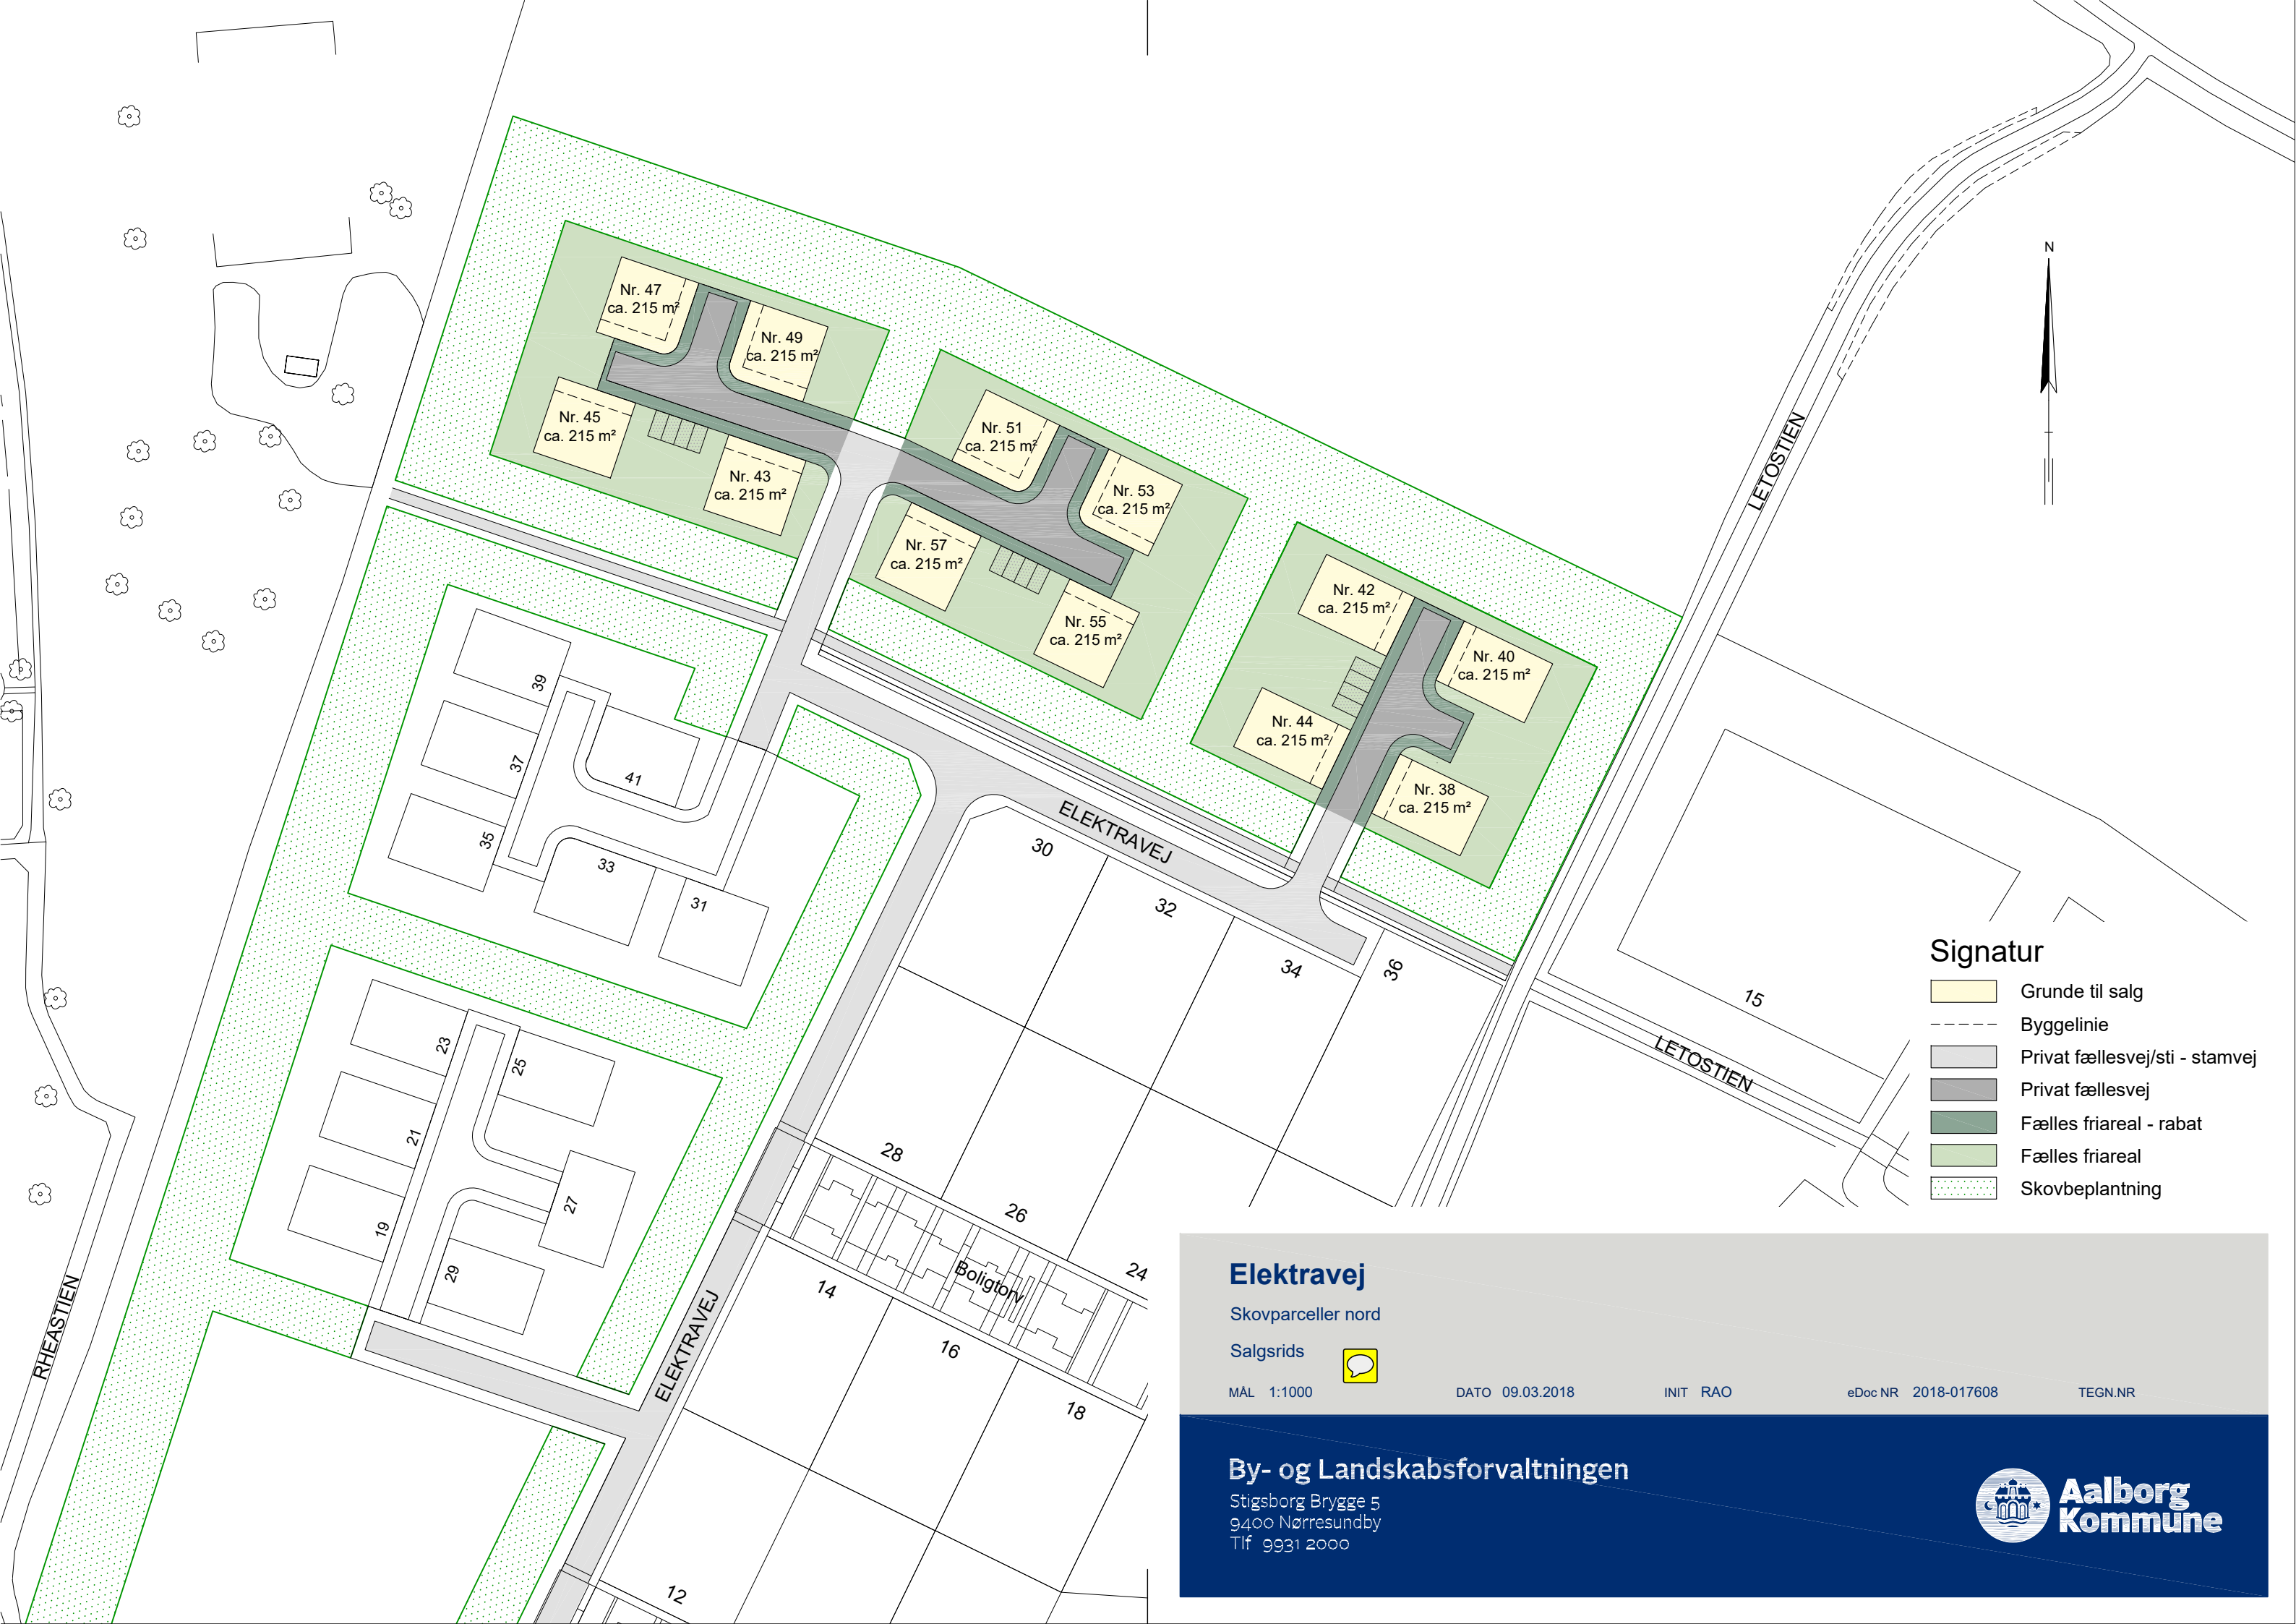 N
Nr. 47
ca. 215 m²
Nr. 49
ca. 215 m²
Nr. 45
ca. 215 m²
Nr. 43
ca. 215 m²
Nr. 51
ca. 215 m²
Nr. 53
ca. 215 m²
Nr. 57
ca. 215 m²
Nr. 55
ca. 215 m²
Nr. 42
ca. 215 m²
Nr. 40
ca. 215 m²
Nr. 44
ca. 215 m²
Nr. 38
ca. 215 m²
LETOSTIEN
39
37
41
35
33
31
ELEKTRAVEJ
30
32
34
36
15
LETOSTIEN
23
25
21
27
19
29
28
26
24
Boligtorv
14
16
18
12
ELEKTRAVEJ
RHEASTIEN
Signatur
Grunde til salg
Byggelinie
Privat fællesvej/sti - stamvej
Privat fællesvej
Fælles friareal - rabat
Fælles friareal
Skovbeplantning
Elektravej
Skovparceller nord
Salgsrids
MÅL 1:1000 DATO 09.03.2018 INIT RAO eDoc NR 2018-017608 TEGN.NR
By- og Landskabsforvaltningen
Stigsborg Brygge 5
9400 Nørresundby
Tlf 9931 2000
Aalborg
Kommune